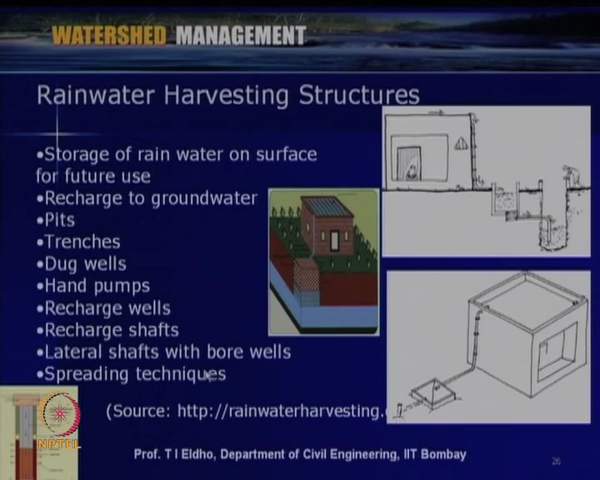 WATERSHED MANAGEMENT
Rainwater Harvesting Structures
•Storage of rain water on surface
for future use
•Recharge to groundwater
•Pits
•Trenches
•Dug wells
•Hand pumps
•Recharge wells
•Recharge shafts
•Lateral shafts with bore wells
•Spreading techniques
(Source: http://rainwaterharvesting.
NPTEL
Prof. T I Eldho, Department of Civil Engineering, IIT Bombay
26